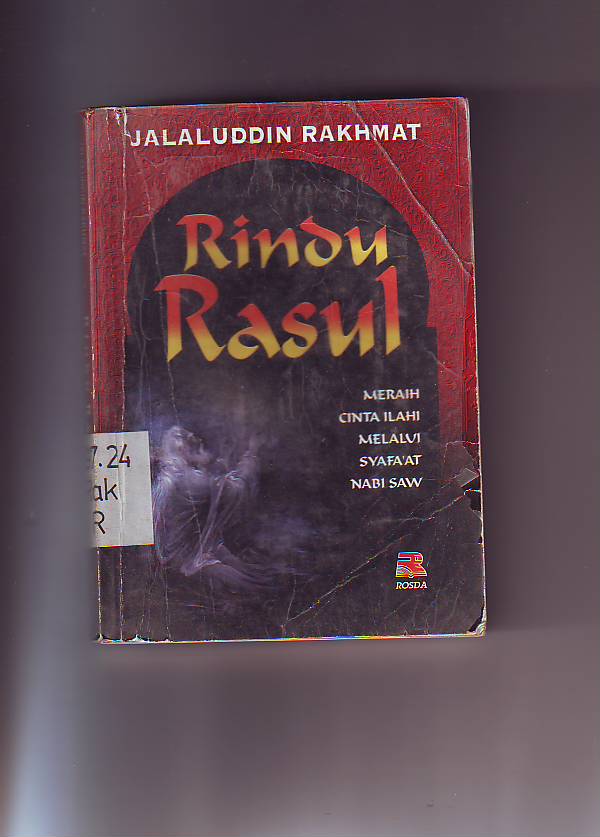 JALALUDDIN RAKHMAT
Rindu
Rasul
MERAIH
CINTA ILAHI
MELALUI
SYAFA'AT
NABI SAW
7.24
ak
R
ROSDA